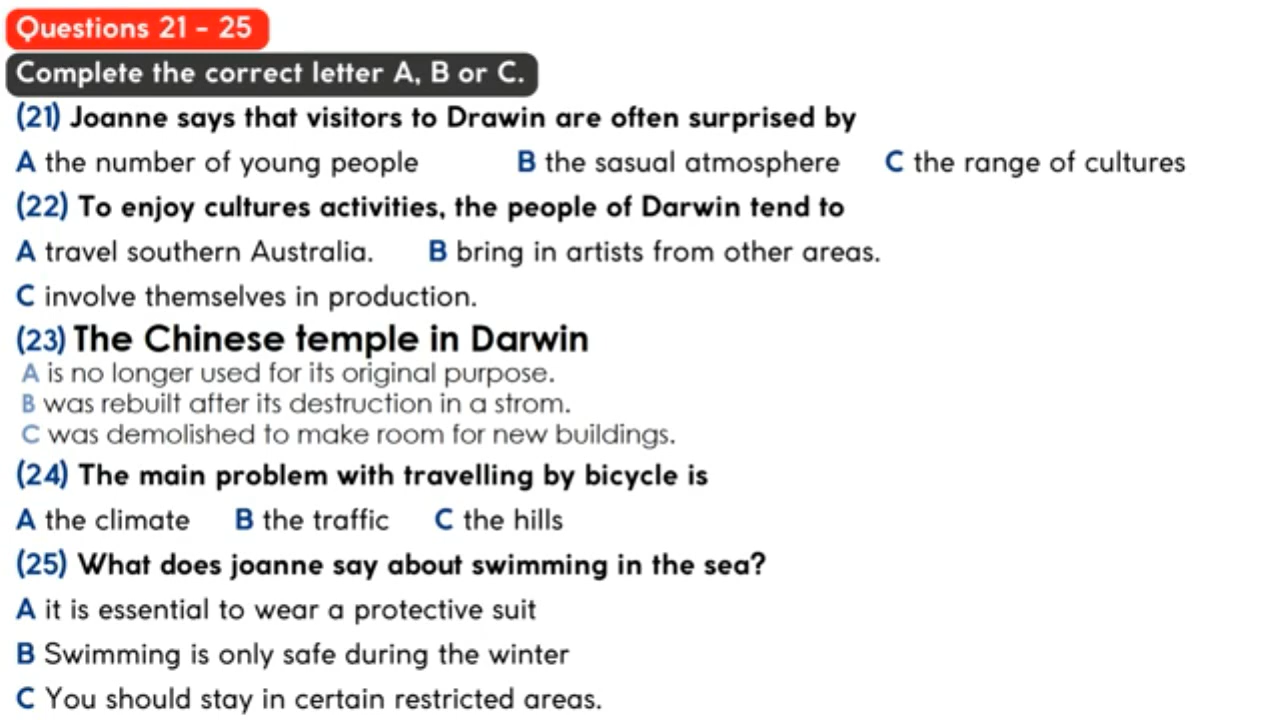 Questions 21 - 25
Complete the correct letter A, B or C.
(21) Joanne says that visitors to Drawin are often surprised by
A the number of young people B the sasual atmosphere C the range of cultures
(22) To enjoy cultures activities, the people of Darwin tend to
A travel southern Australia. B bring in artists from other areas.
C involve themselves in production.
(23) The Chinese temple in Darwin
A is no longer used for its original purpose.
B was rebuilt after its destruction in a strom.
C was demolished to make room for new buildings.
(24) The main problem with travelling by bicycle is
A the climate B the traffic C the hills
(25) What does joanne say about swimming in the sea?
A it is essential to wear a protective suit
B Swimming is only safe during the winter
C You should stay in certain restricted areas.